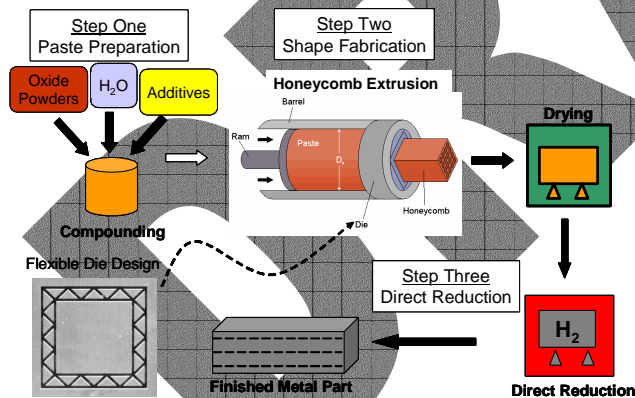 Step One
Paste Preparation
Oxide
Powders
H₂O
Additives
Compounding
Step Two
Shape Fabrication
Honeycomb Extrusion
Barrel
Ram
Paste
Dₒ
Die
Honeycomb
Drying
Flexible Die Design
Step Three
Direct Reduction
H₂
Direct Reduction
Finished Metal Part